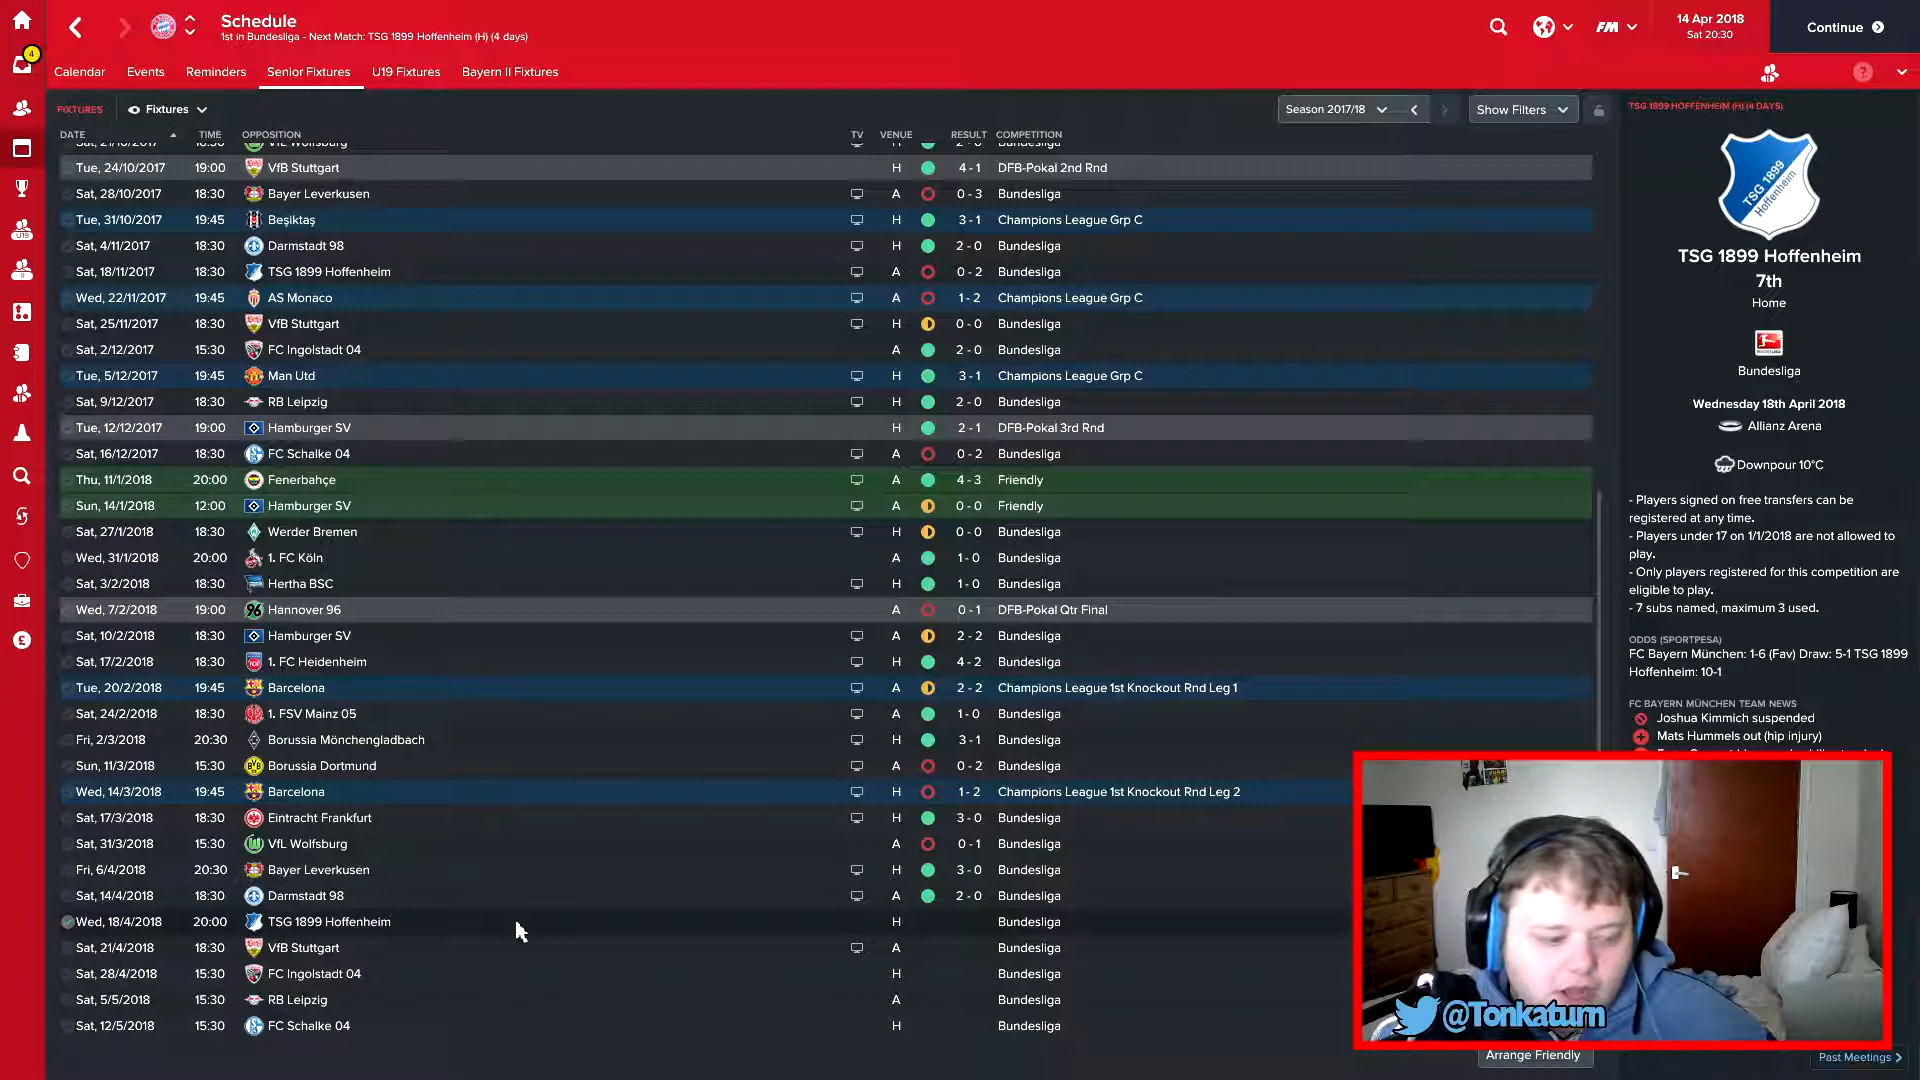 4
Schedule
1st in Bundesliga - Next Match: TSG 1899 Hoffenheim (H) (4 days)
FM
14 Apr 2018
Sat 20:30
Continue
Calendar Events Reminders Senior Fixtures U19 Fixtures Bayern II Fixtures
FIXTURES Fixtures
Season 2017/18 Show Filters
DATE TIME OPPOSITION TV VENUE RESULT COMPETITION
Sat, 21/10/2017 18:30 VfL Wolfsburg H 2 - 0 Bundesliga
Tue, 24/10/2017 19:00 VfB Stuttgart H 4 - 1 DFB-Pokal 2nd Rnd
Sat, 28/10/2017 18:30 Bayer Leverkusen A 0 - 3 Bundesliga
Tue, 31/10/2017 19:45 Beşiktaş H 3 - 1 Champions League Grp C
Sat, 4/11/2017 18:30 Darmstadt 98 H 2 - 0 Bundesliga
Sat, 18/11/2017 18:30 TSG 1899 Hoffenheim A 0 - 2 Bundesliga
Wed, 22/11/2017 19:45 AS Monaco A 1 - 2 Champions League Grp C
Sat, 25/11/2017 18:30 VfB Stuttgart H 0 - 0 Bundesliga
Sat, 2/12/2017 15:30 FC Ingolstadt 04 A 2 - 0 Bundesliga
Tue, 5/12/2017 19:45 Man Utd H 3 - 1 Champions League Grp C
Sat, 9/12/2017 18:30 RB Leipzig H 2 - 0 Bundesliga
Tue, 12/12/2017 19:00 Hamburger SV H 2 - 1 DFB-Pokal 3rd Rnd
Sat, 16/12/2017 18:30 FC Schalke 04 A 0 - 2 Bundesliga
Thu, 11/1/2018 20:00 Fenerbahçe A 4 - 3 Friendly
Sun, 14/1/2018 12:00 Hamburger SV A 0 - 0 Friendly
Sat, 27/1/2018 18:30 Werder Bremen H 0 - 0 Bundesliga
Wed, 31/1/2018 20:00 1. FC Köln A 1 - 0 Bundesliga
Sat, 3/2/2018 18:30 Hertha BSC H 1 - 0 Bundesliga
Wed, 7/2/2018 19:00 Hannover 96 A 0 - 1 DFB-Pokal Qtr Final
Sat, 10/2/2018 18:30 Hamburger SV A 2 - 2 Bundesliga
Sat, 17/2/2018 18:30 1. FC Heidenheim H 4 - 2 Bundesliga
Tue, 20/2/2018 19:45 Barcelona A 2 - 2 Champions League 1st Knockout Rnd Leg 1
Sat, 24/2/2018 18:30 1. FSV Mainz 05 A 1 - 0 Bundesliga
Fri, 2/3/2018 20:30 Borussia Mönchengladbach H 3 - 1 Bundesliga
Sun, 11/3/2018 15:30 Borussia Dortmund A 0 - 2 Bundesliga
Wed, 14/3/2018 19:45 Barcelona H 1 - 2 Champions League 1st Knockout Rnd Leg 2
Sat, 17/3/2018 18:30 Eintracht Frankfurt H 3 - 0 Bundesliga
Sat, 31/3/2018 15:30 VfL Wolfsburg A 0 - 1 Bundesliga
Fri, 6/4/2018 20:30 Bayer Leverkusen H 3 - 0 Bundesliga
Sat, 14/4/2018 18:30 Darmstadt 98 A 2 - 0 Bundesliga
Wed, 18/4/2018 20:00 TSG 1899 Hoffenheim H Bundesliga
Sat, 21/4/2018 18:30 VfB Stuttgart A Bundesliga
Sat, 28/4/2018 15:30 FC Ingolstadt 04 H Bundesliga
Sat, 5/5/2018 15:30 RB Leipzig A Bundesliga
Sat, 12/5/2018 15:30 FC Schalke 04 H Bundesliga
TSG 1899 HOFFENHEIM (H) (4 DAYS)
TSG 1899
Hoffenheim
TSG 1899 Hoffenheim
7th
Home
Bundesliga
Wednesday 18th April 2018
Allianz Arena
Downpour 10°C
- Players signed on free transfers can be
registered at any time.
- Players under 17 on 1/1/2018 are not allowed to
play.
- Only players registered for this competition are
eligible to play.
- 7 subs named, maximum 3 used.
ODDS (SPORTPESA)
FC Bayern München: 1-6 (Fav) Draw: 5-1 TSG 1899
Hoffenheim: 10-1
FC BAYERN MÜNCHEN TEAM NEWS
Joshua Kimmich suspended
Mats Hummels out (hip injury)
@Tonkaturn
Arrange Friendly
Past Meetings